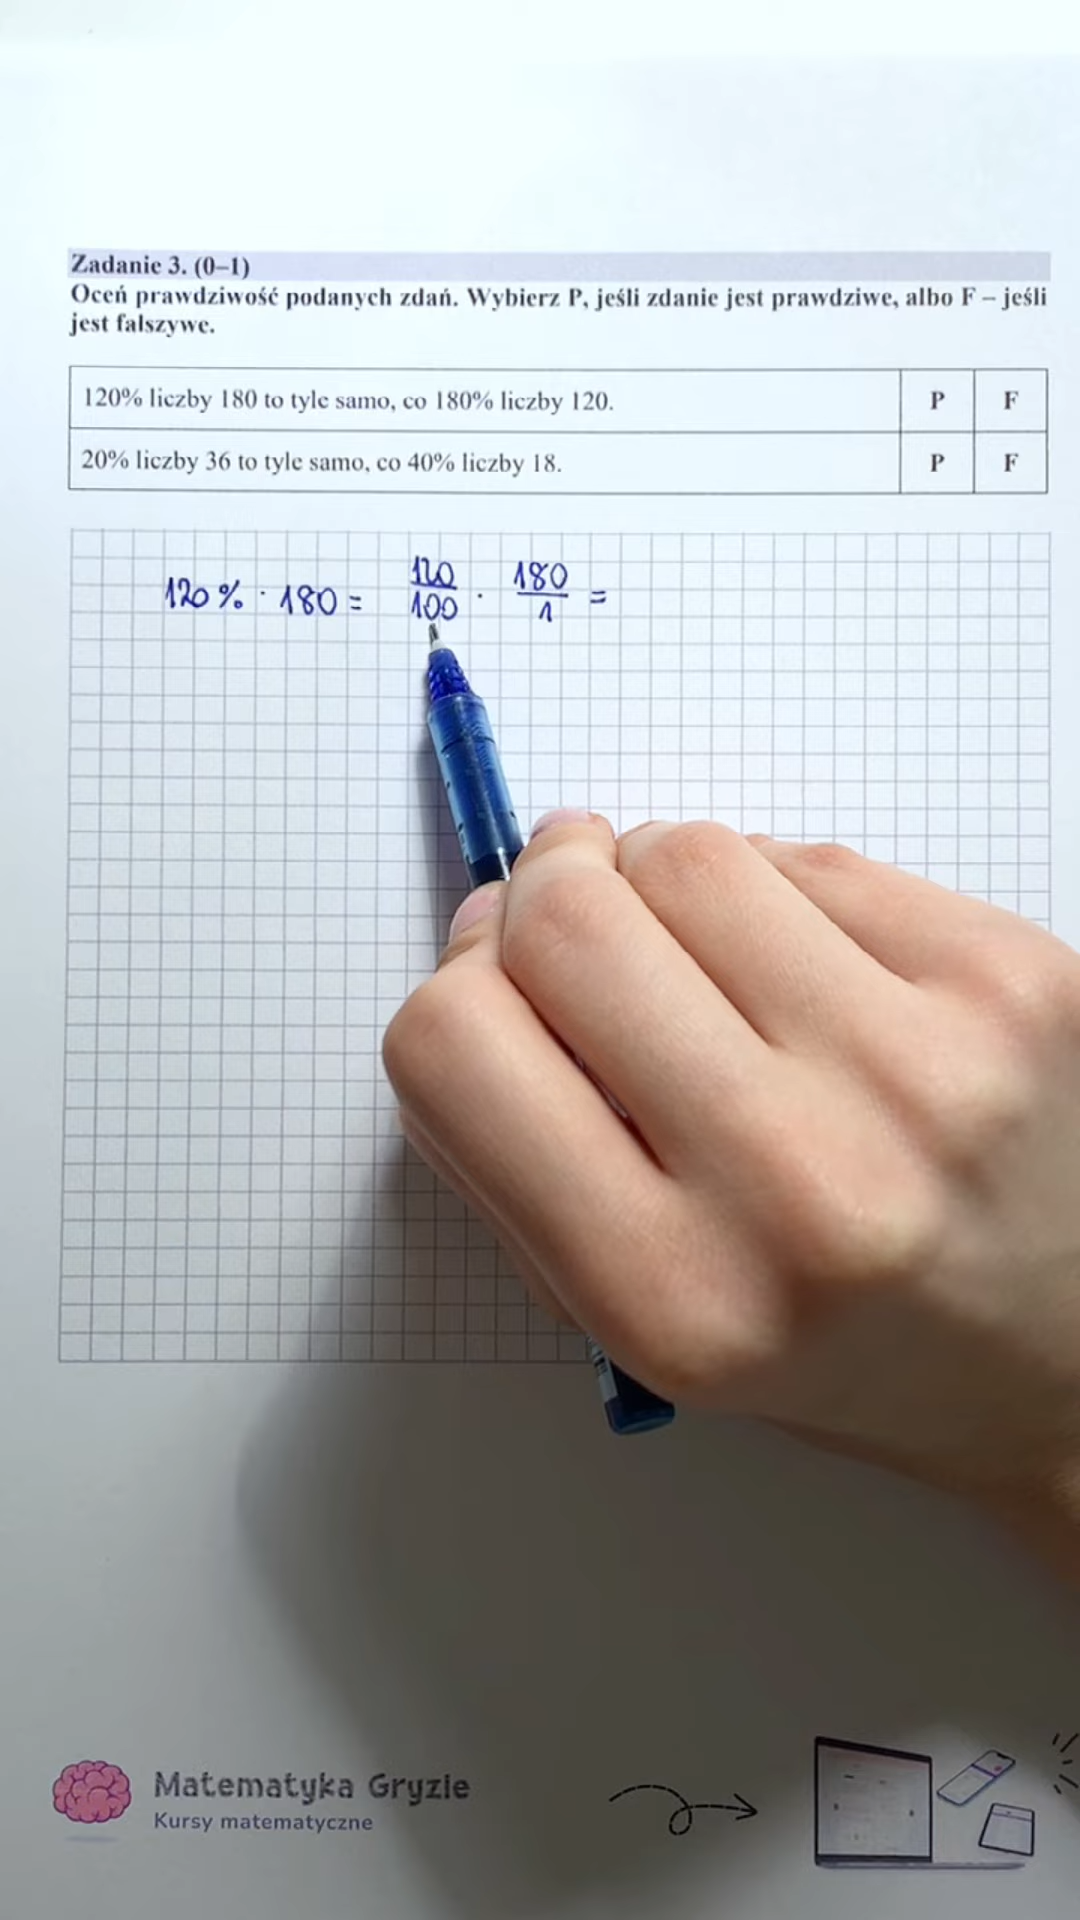 Zadanie 3. (0–1)
Oceń prawdziwość podanych zdań. Wybierz P, jeśli zdanie jest prawdziwe, albo F – jeśli
jest fałszywe.
120% liczby 180 to tyle samo, co 180% liczby 120. P F
20% liczby 36 to tyle samo, co 40% liczby 18. P F
120% · 180 = 120/100 · 180/1 =
Matematyka Gryzie
Kursy matematyczne